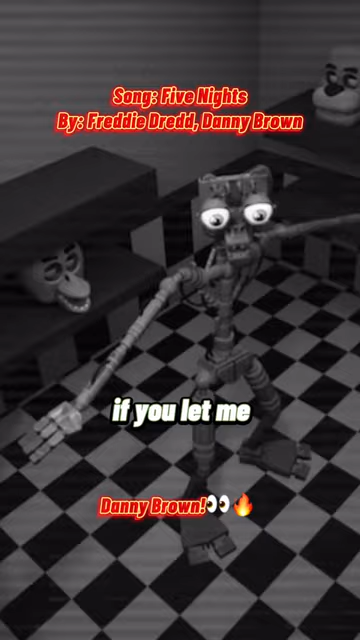 Song: Five Nights
By: Freddie Dredd, Danny Brown
if you let me
Danny Brown!👀🔥